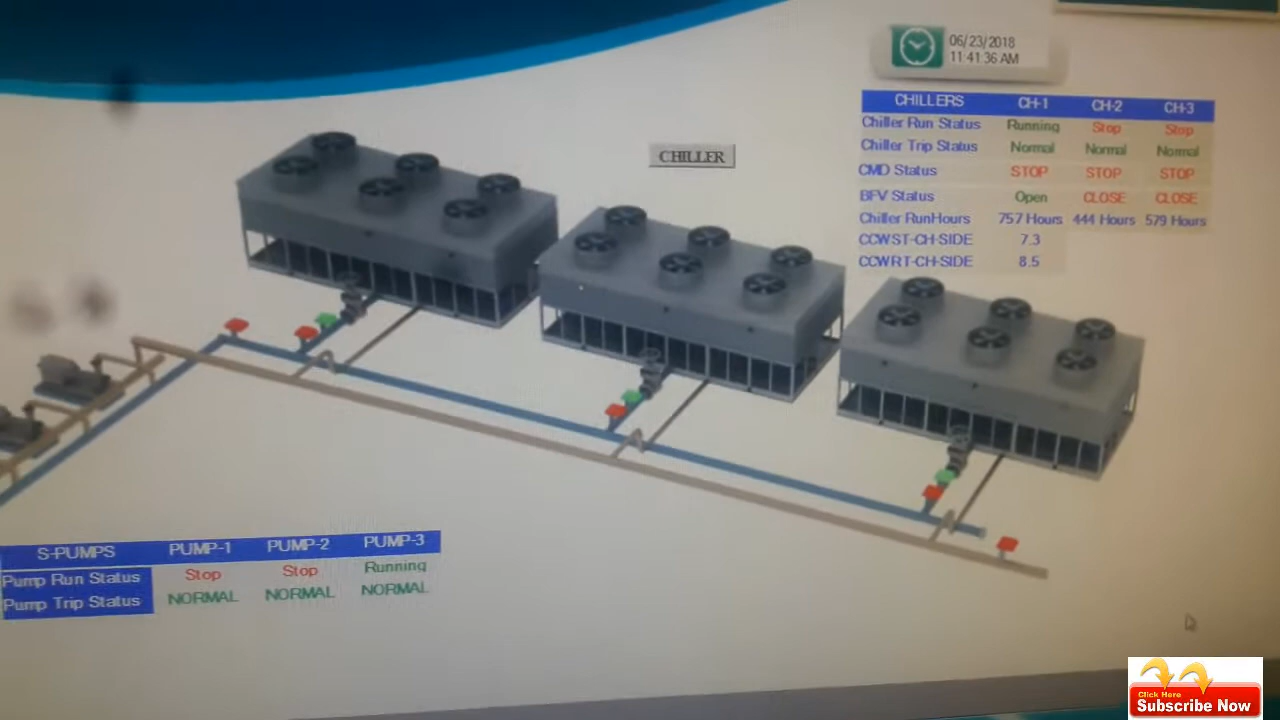 06/23/2018
11:41:36 AM
CHILLERS CH-1 CH-2 CH-3
Chiller Run Status Running Stop Stop
Chiller Trip Status Normal Normal Normal
CMD Status STOP STOP STOP
BFV Status Open CLOSE CLOSE
Chiller RunHours 757 Hours 444 Hours 579 Hours
CCWST-CH-SIDE 7.3
CCWRT-CH-SIDE 8.5
CHILLER
S-PUMPS PUMP-1 PUMP-2 PUMP-3
Pump Run Status Stop Stop Running
Pump Trip Status NORMAL NORMAL NORMAL
Click Here
Subscribe Now